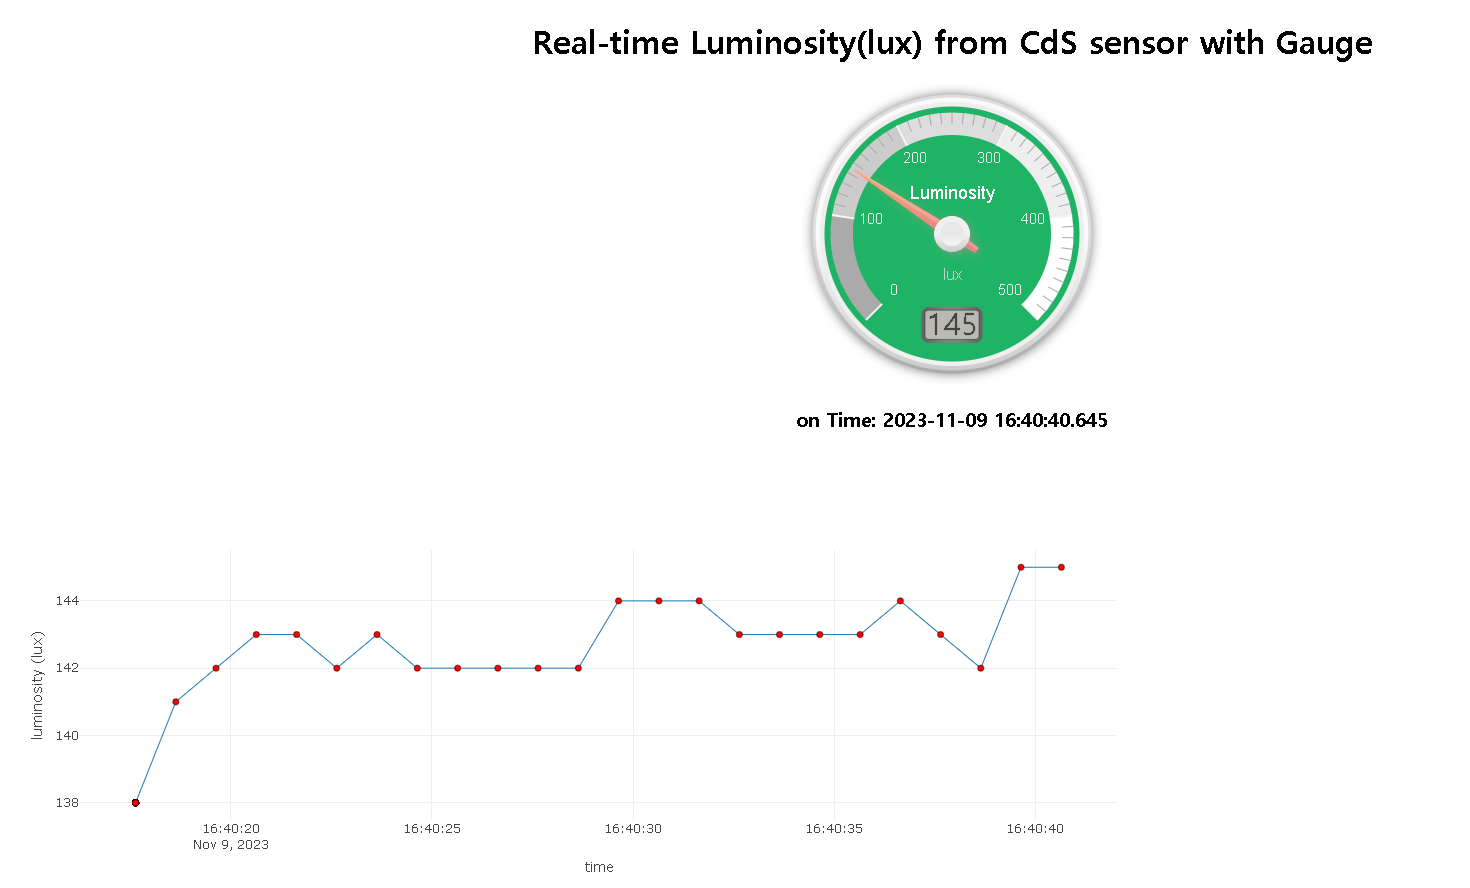 Real-time Luminosity(lux) from CdS sensor with Gauge
200 300
Luminosity
100 400
lux
0 500
145
on Time: 2023-11-09 16:40:40.645
144
142
140
138
luminosity (lux)
16:40:20 16:40:25 16:40:30 16:40:35 16:40:40
Nov 9, 2023
time